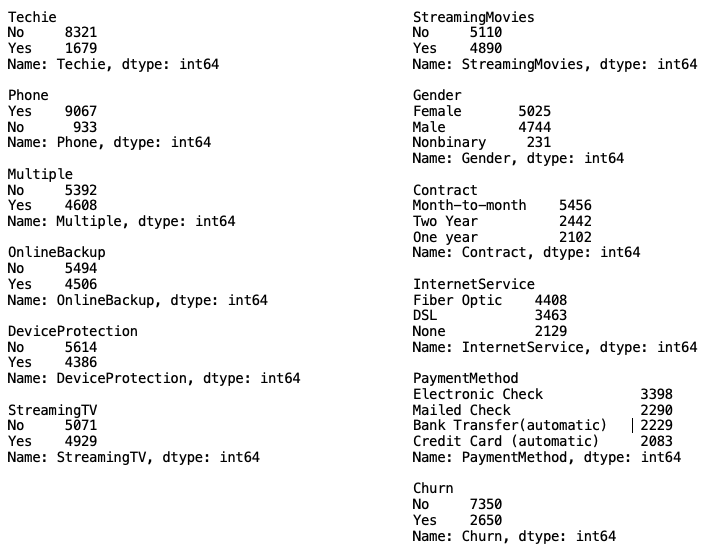 Techie
No     8321
Yes    1679
Name: Techie, dtype: int64
Phone
Yes    9067
No      933
Name: Phone, dtype: int64
Multiple
No     5392
Yes    4608
Name: Multiple, dtype: int64
OnlineBackup
No     5494
Yes    4506
Name: OnlineBackup, dtype: int64
DeviceProtection
No     5614
Yes    4386
Name: DeviceProtection, dtype: int64
StreamingTV
No     5071
Yes    4929
Name: StreamingTV, dtype: int64
StreamingMovies
No     5110
Yes    4890
Name: StreamingMovies, dtype: int64
Gender
Female       5025
Male         4744
Nonbinary     231
Name: Gender, dtype: int64
Contract
Month-to-month    5456
Two Year          2442
One year          2102
Name: Contract, dtype: int64
InternetService
Fiber Optic    4408
DSL            3463
None           2129
Name: InternetService, dtype: int64
PaymentMethod
Electronic Check            3398
Mailed Check                2290
Bank Transfer(automatic)    2229
Credit Card (automatic)     2083
Name: PaymentMethod, dtype: int64
Churn
No     7350
Yes    2650
Name: Churn, dtype: int64